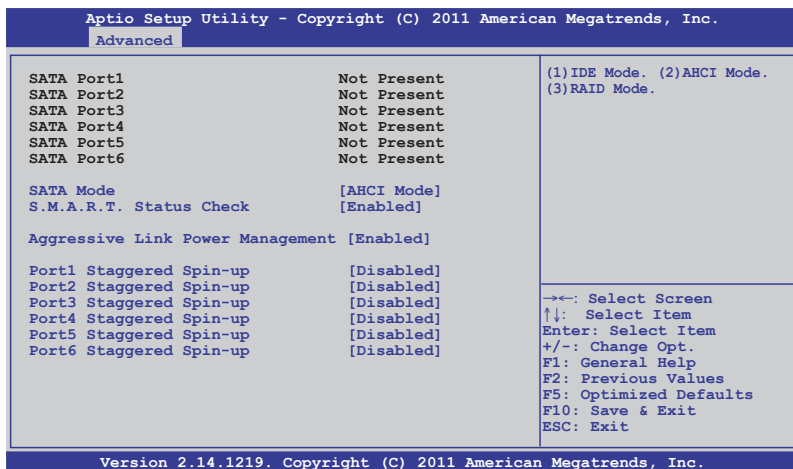 Aptio Setup Utility - Copyright (C) 2011 American Megatrends, Inc.
Advanced
SATA Port1 Not Present
SATA Port2 Not Present
SATA Port3 Not Present
SATA Port4 Not Present
SATA Port5 Not Present
SATA Port6 Not Present
SATA Mode [AHCI Mode]
S.M.A.R.T. Status Check [Enabled]
Aggressive Link Power Management [Enabled]
Port1 Staggered Spin-up [Disabled]
Port2 Staggered Spin-up [Disabled]
Port3 Staggered Spin-up [Disabled]
Port4 Staggered Spin-up [Disabled]
Port5 Staggered Spin-up [Disabled]
Port6 Staggered Spin-up [Disabled]
(1)IDE Mode. (2)AHCI Mode.
(3)RAID Mode.
→←: Select Screen
↑↓: Select Item
Enter: Select Item
+/-: Change Opt.
F1: General Help
F2: Previous Values
F5: Optimized Defaults
F10: Save & Exit
ESC: Exit
Version 2.14.1219. Copyright (C) 2011 American Megatrends, Inc.